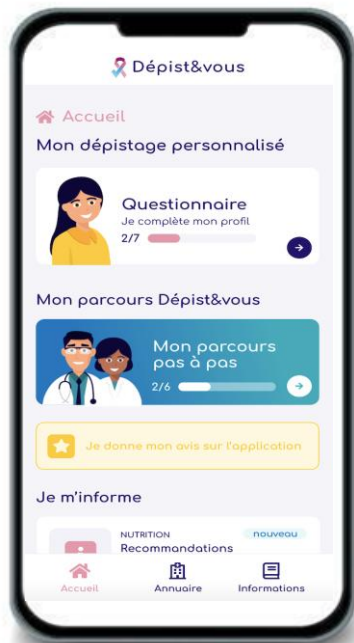 Dépist&vous
Accueil
Mon dépistage personnalisé
Questionnaire
Je complète mon profil
2/7
Mon parcours Dépist&vous
Mon parcours
pas à pas
2/6
Je donne mon avis sur l'application
Je m'informe
NUTRITION
nouveau
Recommandations
Accueil
Annuaire
Informations